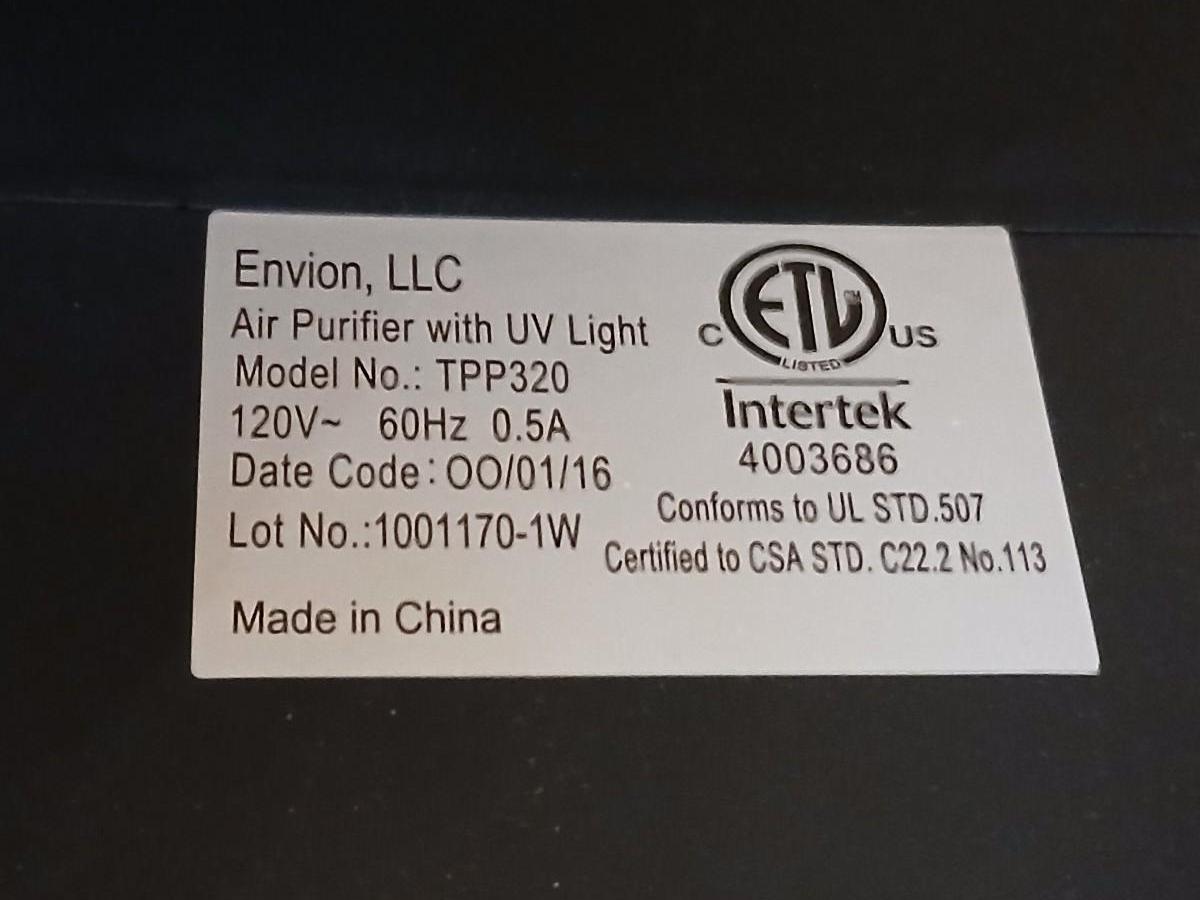 Envion, LLC
Air Purifier with UV Light
Model No.: TPP320
120V~ 60Hz 0.5A
Date Code: OO/01/16
Lot No.:1001170-1W
Made in China
ETL
C US
LISTED
Intertek
4003686
Conforms to UL STD.507
Certified to CSA STD. C22.2 No.113